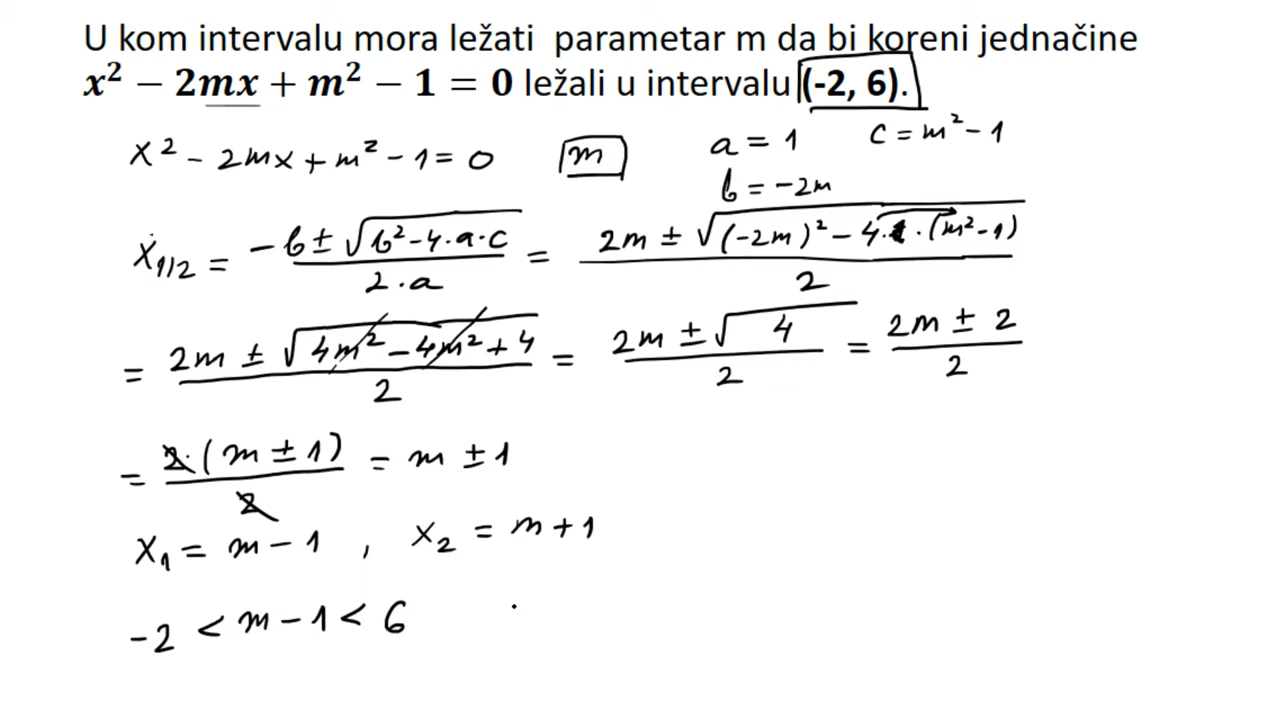 U kom intervalu mora ležati parametar m da bi koreni jednačine
x² − 2mx + m² − 1 = 0 ležali u intervalu (-2, 6).
x² - 2mx + m² - 1 = 0 m a = 1 c = m² - 1
b = -2m
x₁/₂ = (-b ± √(b² - 4·a·c)) / (2·a) = (2m ± √((-2m)² - 4·1·(m² - 1))) / 2
= (2m ± √(4m² - 4m² + 4)) / 2 = (2m ± √4) / 2 = (2m ± 2) / 2
= 2·(m ± 1) / 2 = m ± 1
x₁ = m - 1 , x₂ = m + 1
-2 < m - 1 < 6